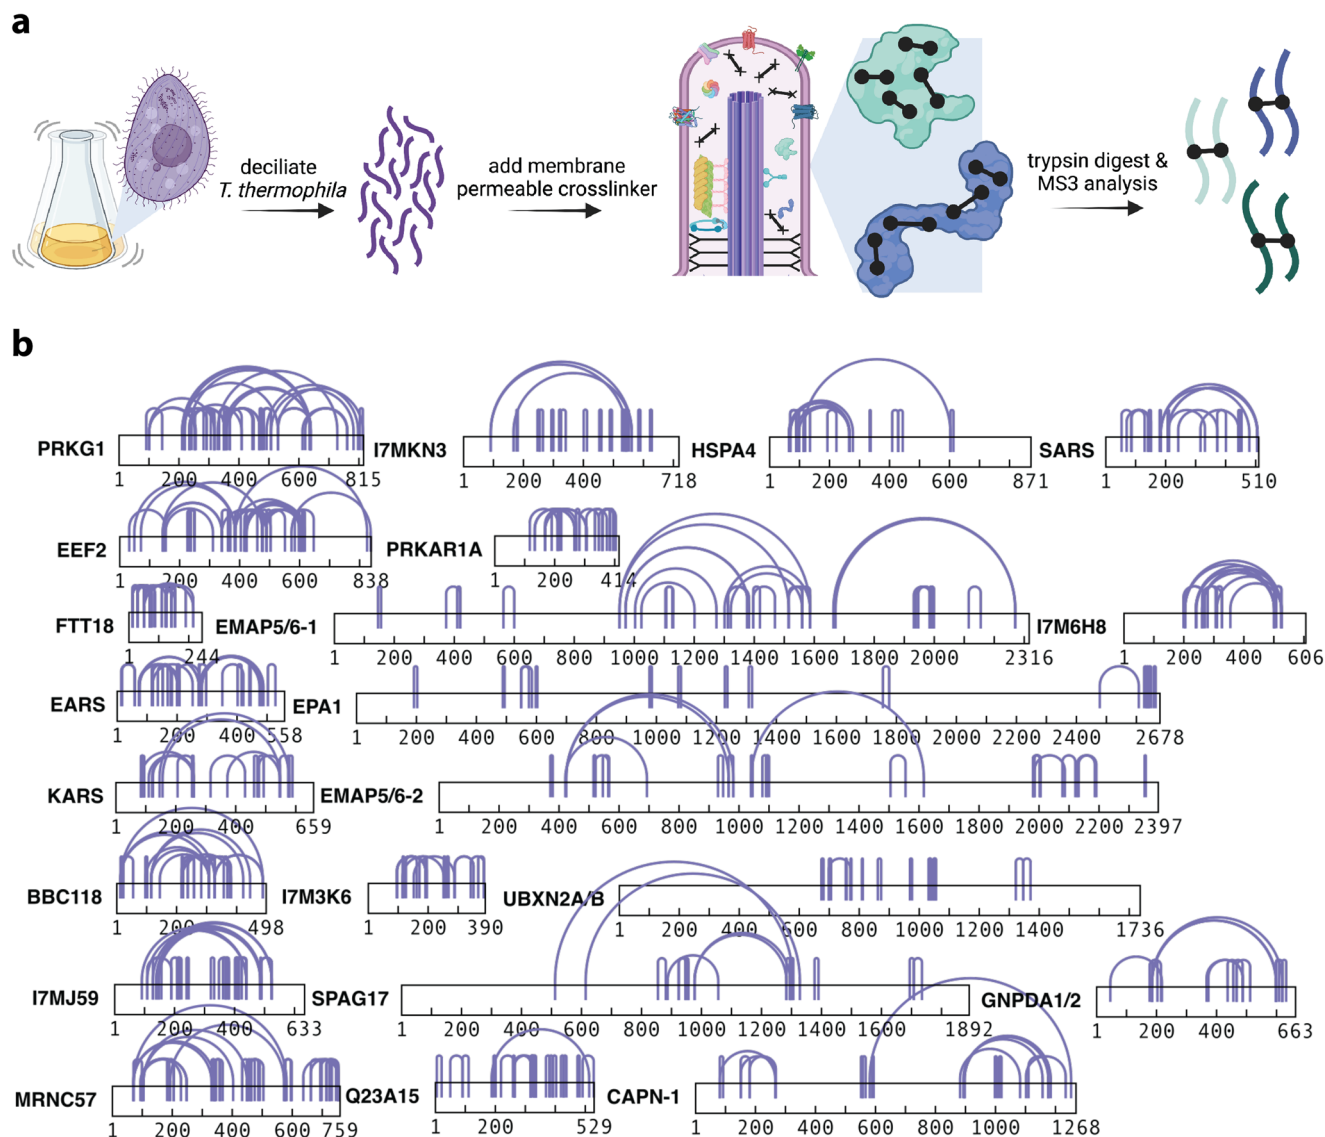 a
deciliate
T. thermophila
add membrane
permeable crosslinker
trypsin digest &
MS3 analysis
b
PRKG1
1 200 400 600 815
I7MKN3
1 200 400 718
HSPA4
1 200 400 600 871
SARS
1 200 510
EEF2
1 200 400 600 838
PRKAR1A
1 200 414
FTT18
1 244
EMAP5/6-1
1 200 400 600 800 1000 1200 1400 1600 1800 2000 2316
I7M6H8
1 200 400 606
EARS
1 200 400 558
EPA1
1 200 400 600 800 1000 1200 1400 1600 1800 2000 2200 2400 2678
KARS
1 200 400 659
EMAP5/6-2
1 200 400 600 800 1000 1200 1400 1600 1800 2000 2200 2397
BBC118
1 200 498
I7M3K6
1 200 390
UBXN2A/B
1 200 400 600 800 1000 1200 1400 1736
I7MJ59
1 200 400 633
SPAG17
1 200 400 600 800 1000 1200 1400 1600 1892
GNPDA1/2
1 200 400 663
MRNC57
1 200 400 600 759
Q23A15
1 200 529
CAPN-1
1 200 400 600 800 1000 1268